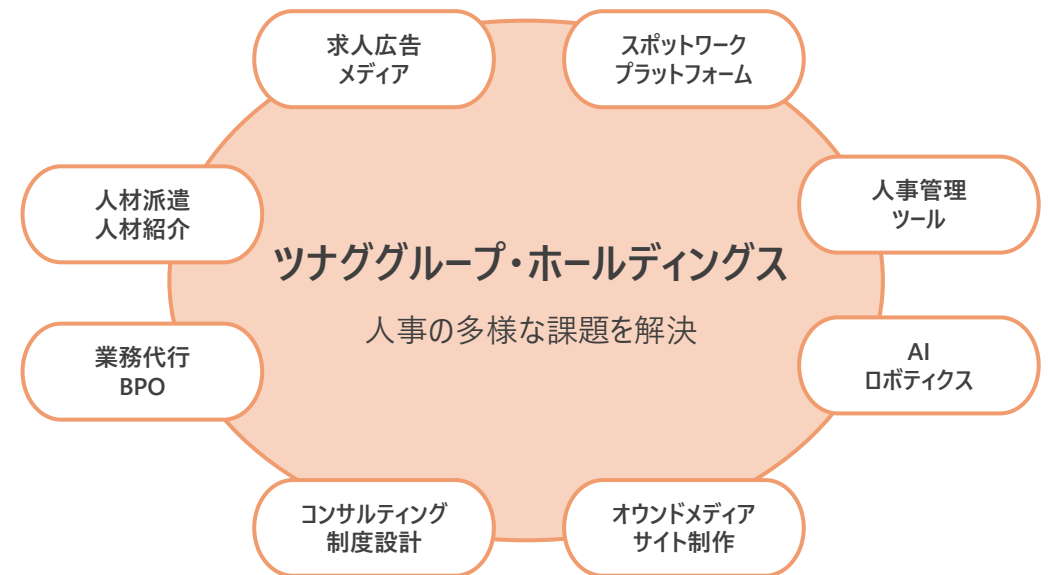 求人広告
メディア
スポットワーク
プラットフォーム
人材派遣
人材紹介
人事管理
ツール
ツナググループ・ホールディングス
人事の多様な課題を解決
業務代行
BPO
AI
ロボティクス
コンサルティング
制度設計
オウンドメディア
サイト制作